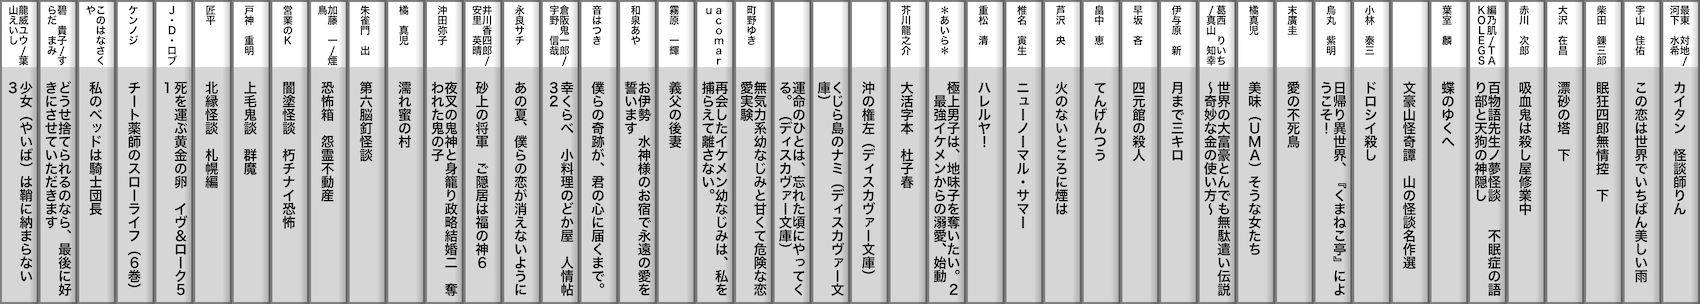 最東 対地/
河下 水希
カイタン 怪談師りん
宇山 佳佑
この恋は世界でいちばん美しい雨
柴田 錬三郎
眠狂四郎無情控 下
大沢 在昌
漂砂の塔 下
赤川 次郎
吸血鬼は殺し屋修業中
編乃肌/TA
KOLEGS
百物語先生ノ夢怪談 不眠症の語
り部と天狗の神隠し
葉室 麟
蝶のゆくへ
文豪山怪奇譚 山の怪談名作選
小林 泰三
ドロシイ殺し
烏丸 紫明
日帰り異世界、『くまねこ亭』によ
うこそ!
末廣圭
愛の不死鳥
橘真児
美味(UMA)そうな女たち
葛西 りいち
/真山 知幸
世界の大富豪とんでも無駄遣い伝説
〜奇妙な金の使い方〜
伊与原 新
月まで三キロ
早坂 吝
四元館の殺人
畠中 恵
てんげんつう
芦沢 央
火のないところに煙は
椎名 寅生
ニューノーマル・サマー
重松 清
ハレルヤ!
*あいら*
極上男子は、地味子を奪いたい。2
最強イケメンからの溺愛、始動
芥川龍之介
大活字本 杜子春
沖の権左(ディスカヴァー文庫)
くじら島のナミ(ディスカヴァー文
庫)
運命のひとは、忘れた頃にやってく
る。(ディスカヴァー文庫)
町野ゆき
無気力系幼なじみと甘くて危険な恋
愛実験
acomar
u
再会したイケメン幼なじみは、私を
捕らえて離さない。
霧原 一輝
義父の後妻
和泉あや
お伊勢 水神様のお宿で永遠の愛を
誓います
音はつき
僕らの奇跡が、君の心に届くまで。
倉阪鬼一郎/
宇野 信哉
幸くらべ 小料理のどか屋 人情帖
32
永良サチ
あの夏、僕らの恋が消えないように
井川香四郎/
安里 英晴
砂上の将軍 ご隠居は福の神6
沖田弥子
夜叉の鬼神と身籠り政略結婚二 奪
われた鬼の子
橘 真児
濡れ蜜の村
朱雀門 出
第六脳釘怪談
加藤 一/煙
鳥
恐怖箱 怨霊不動産
営業のK
闇塗怪談 朽チナイ恐怖
戸神 重明
上毛鬼談 群魔
匠平
北縁怪談 札幌編
J・D・ロブ
死を運ぶ黄金の卵 イヴ&ローク5
1
ケンノジ
チート薬師のスローライフ(6巻)
このはなさく
や
私のベッドは騎士団長
碧 貴子/す
らだ まみ
どうせ捨てられるのなら、最後に好
きにさせていただきます
龍威ユウ/葉
山えいし
少女(やいば)は鞘に納まらない
3